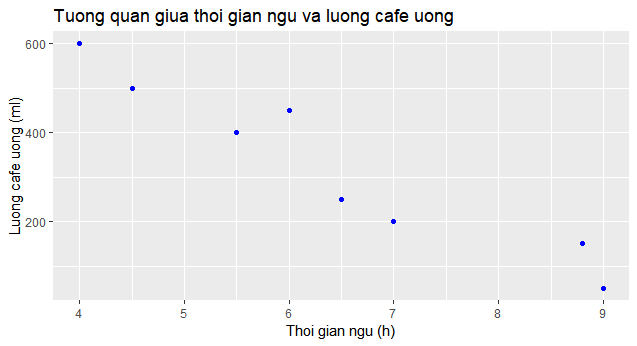 Tuong quan giua thoi gian ngu va luong cafe uong
Luong cafe uong (ml)
600
400
200
4 5 6 7 8 9
Thoi gian ngu (h)